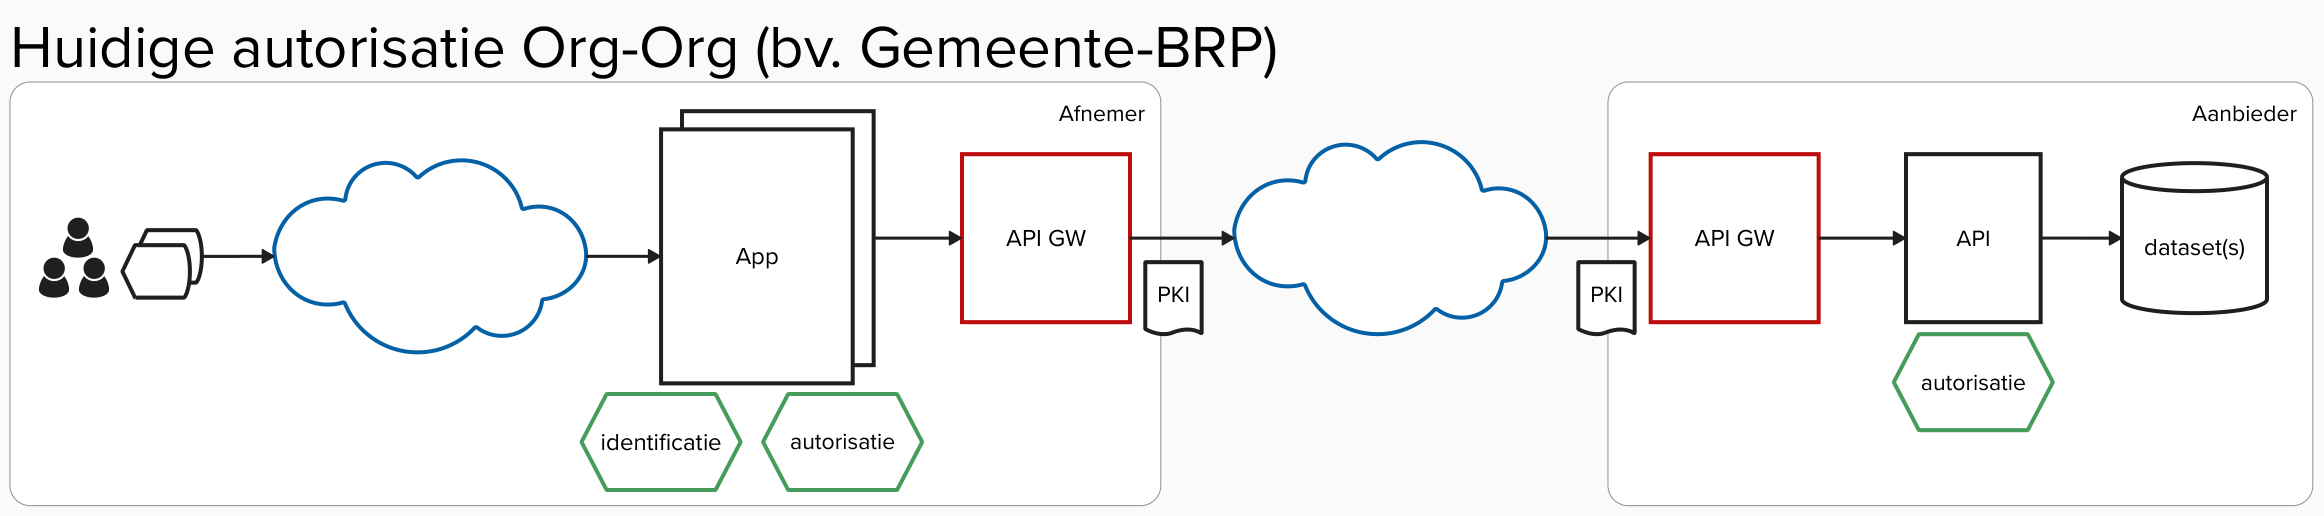 Huidige autorisatie Org-Org (bv. Gemeente-BRP)
Afnemer
Aanbieder
App
API GW
PKI
PKI
API GW
API
dataset(s)
identificatie
autorisatie
autorisatie